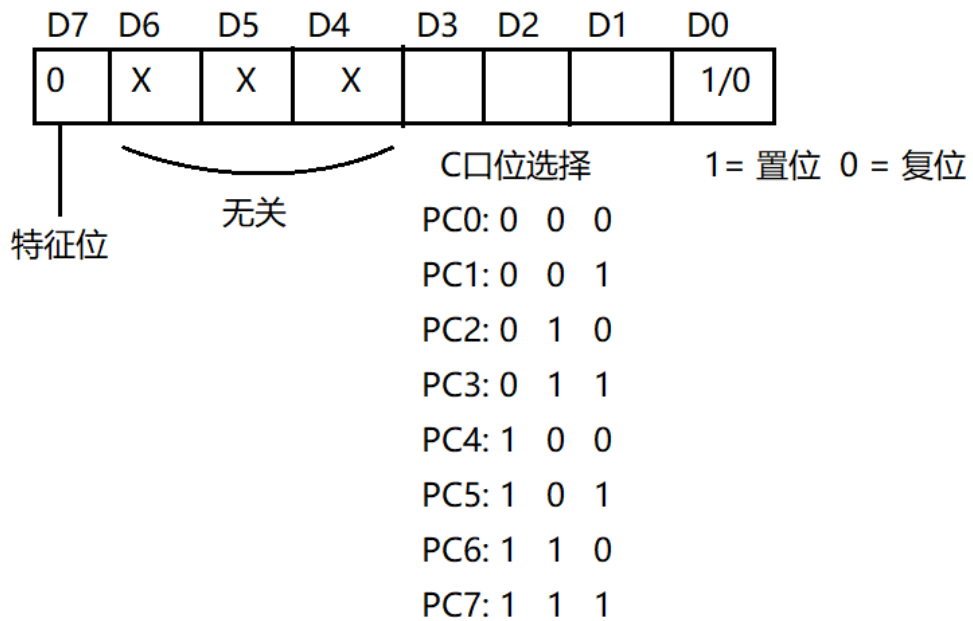 D7 D6 D5 D4 D3 D2 D1 D0
0 X X X 1/0
C口位选择 1= 置位 0 = 复位
无关
特征位
PC0: 0 0 0
PC1: 0 0 1
PC2: 0 1 0
PC3: 0 1 1
PC4: 1 0 0
PC5: 1 0 1
PC6: 1 1 0
PC7: 1 1 1